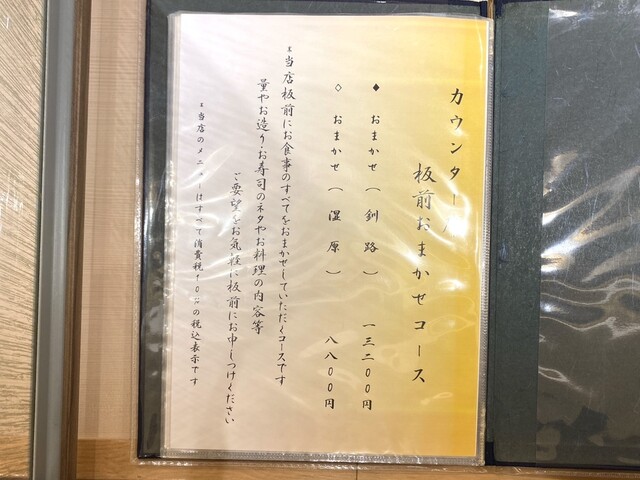 カウンター席
板前おまかせコース
◆ おまかせ（釧路） 一三二〇〇円
◇ おまかせ（湿原） 八八〇〇円
*当店板前にお食事のすべてをおまかせしていただくコースです
量やお造り・お寿司のネタやお料理の内容等
ご要望をお気軽に板前にお申しつけください
*当店のメニューはすべて消費税10%の税込表示です